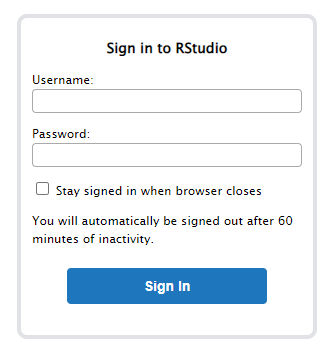 Sign in to RStudio
Username:
Password:
Stay signed in when browser closes
You will automatically be signed out after 60
minutes of inactivity.
Sign In